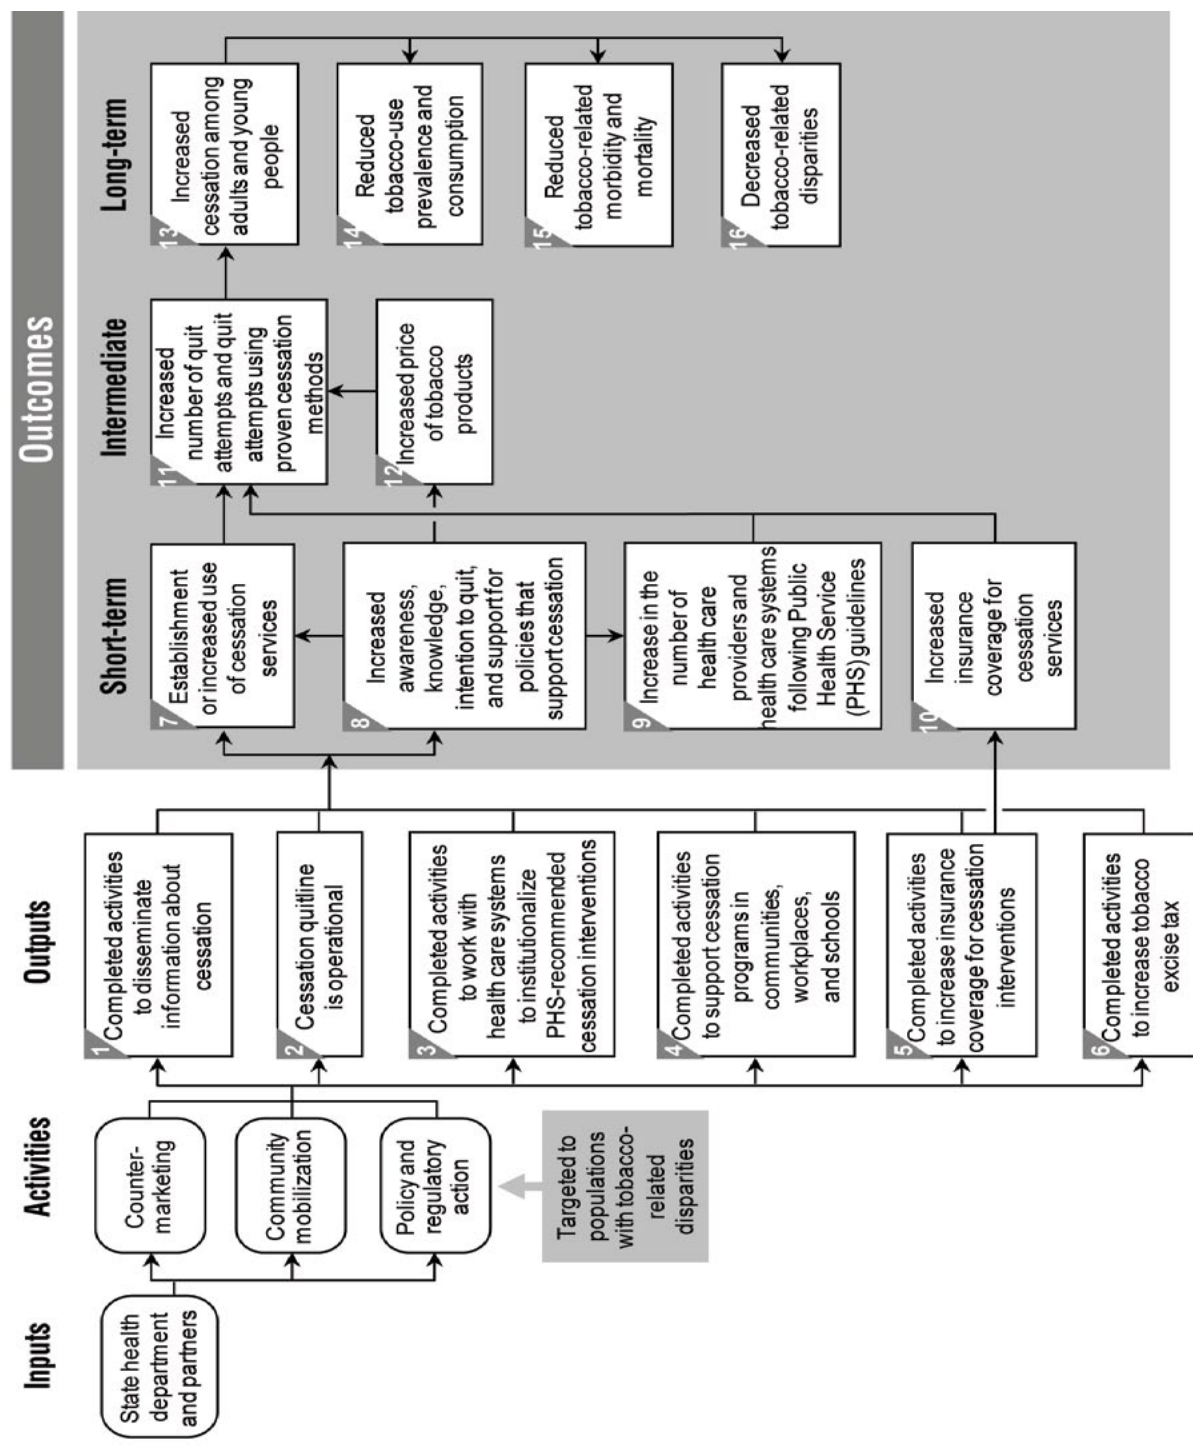 Outcomes
Inputs
Activities
Outputs
Short-term
Intermediate
Long-term
State health
department
and partners
Counter-
marketing
Community
mobilization
Policy and
regulatory
action
Targeted to
populations
with tobacco-
related
disparities
1
Completed activities
to disseminate
information about
cessation
2
Cessation quitline
is operational
3
Completed activities
to work with
health care systems
to institutionalize
PHS-recommended
cessation interventions
4
Completed activities
to support cessation
programs in
communities,
workplaces,
and schools
5
Completed activities
to increase insurance
coverage for cessation
interventions
6
Completed activities
to increase tobacco
excise tax
7
Establishment
or increased use
of cessation
services
8
Increased
awareness,
knowledge,
intention to quit,
and support for
policies that
support cessation
9
Increase in the
number of
health care
providers and
health care systems
following Public
Health Service
(PHS) guidelines
10
Increased
insurance
coverage for
cessation
services
11
Increased
number of quit
attempts and quit
attempts using
proven cessation
methods
12
Increased price
of tobacco
products
13
Increased
cessation among
adults and young
people
14
Reduced
tobacco-use
prevalence and
consumption
15
Reduced
tobacco-related
morbidity and
mortality
16
Decreased
tobacco-related
disparities